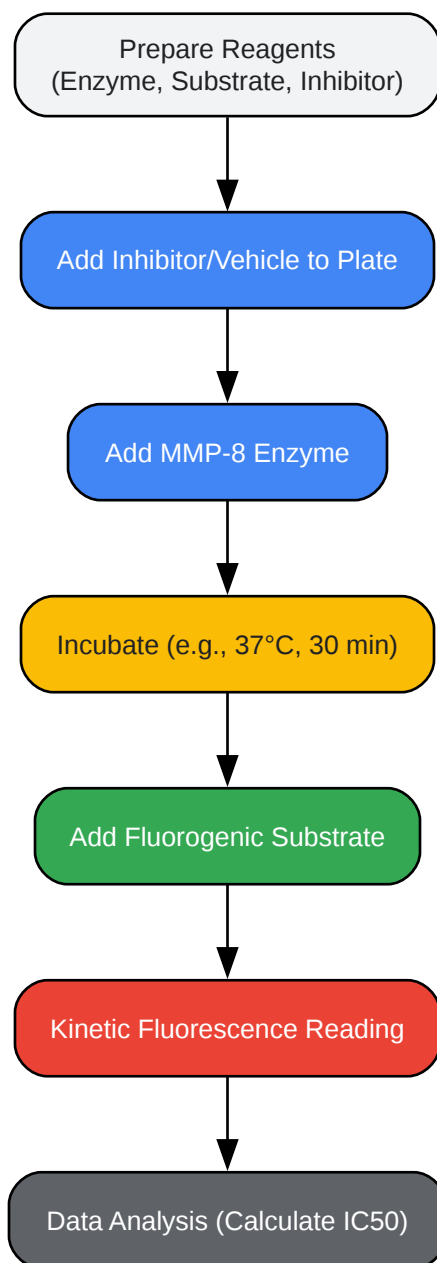 Prepare Reagents
(Enzyme, Substrate, Inhibitor)
Add Inhibitor/Vehicle to Plate
Add MMP-8 Enzyme
Incubate (e.g., 37°C, 30 min)
Add Fluorogenic Substrate
Kinetic Fluorescence Reading
Data Analysis (Calculate IC50)